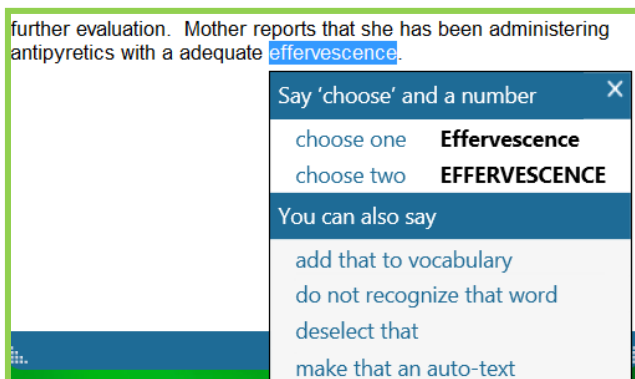 further evaluation.  Mother reports that she has been administering
antipyretics with a adequate effervescence.
Say ‘choose’ and a number
choose one Effervescence
choose two EFFERVESCENCE
You can also say
add that to vocabulary
do not recognize that word
deselect that
make that an auto-text